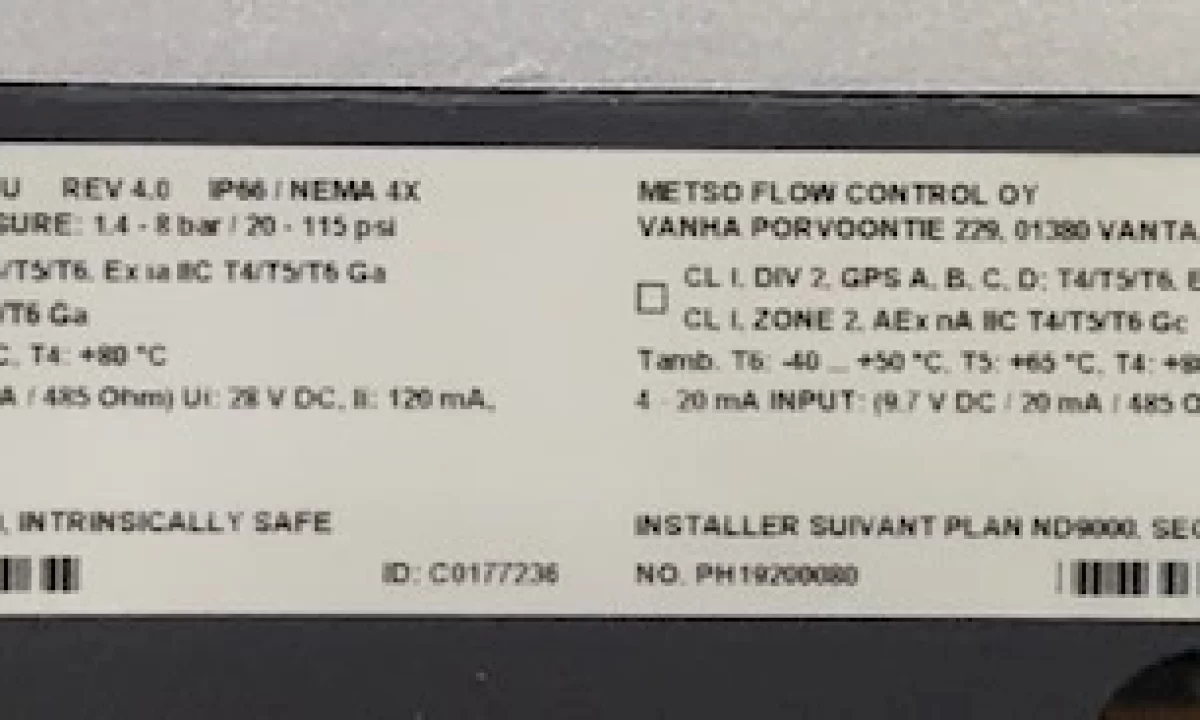 U REV 4.0 IP66 / NEMA 4X
SURE: 1.4 - 8 bar / 20 - 115 psi
/T5/T6, Ex ia IIC T4/T5/T6 Ga
/T6 Ga
C, T4: +80 °C
A / 485 Ohm) Ui: 28 V DC, Ii: 120 mA,
, INTRINSICALLY SAFE
ID: C0177236
METSO FLOW CONTROL OY
VANHA PORVOONTIE 229, 01380 VANTA
CL I, DIV 2, GPS A, B, C, D; T4/T5/T6, E
CL I, ZONE 2, AEx nA IIC T4/T5/T6 Gc
Tamb. T6: -40 ... +50 °C, T5: +65 °C, T4: +8
4 - 20 mA INPUT: (9.7 V DC / 20 mA / 485 O
INSTALLER SUIVANT PLAN ND9000, SEC
NO. PH19200080